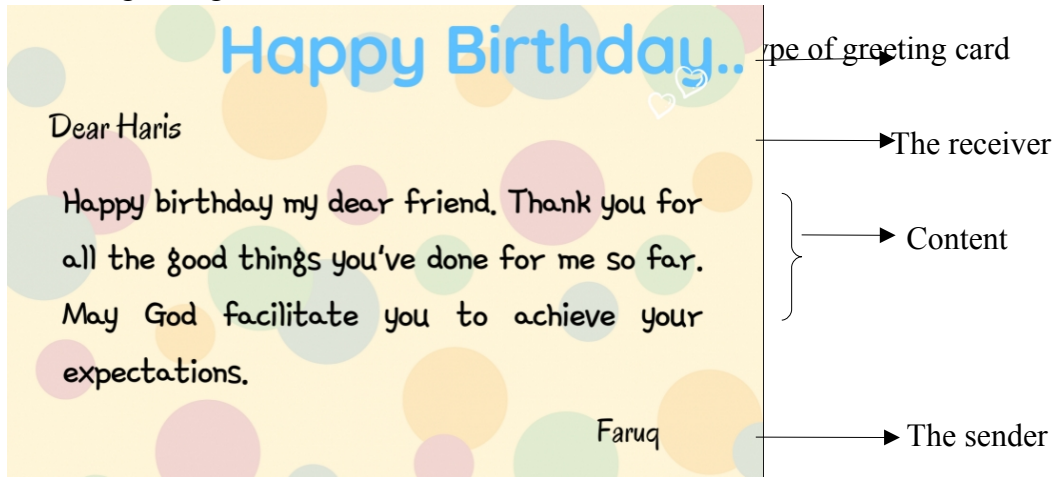 Happy Birthday..
ype of greeting card
Dear Haris
The receiver
Happy birthday my dear friend. Thank you for
all the good things you've done for me so far.
May God facilitate you to achieve your
expectations.
Content
Faruq
The sender